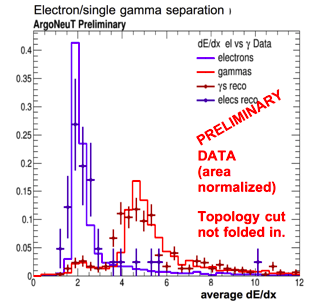 Electron/single gamma separation )
ArgoNeuT Preliminary
dE/dx el vs γ Data
electrons
gammas
γs reco
elecs reco
PRELIMINARY
DATA
(area
normalized)
Topology cut
not folded in.
0.4
0.35
0.3
0.25
0.2
0.15
0.1
0.05
0
0 2 4 6 8 10 12
average dE/dx